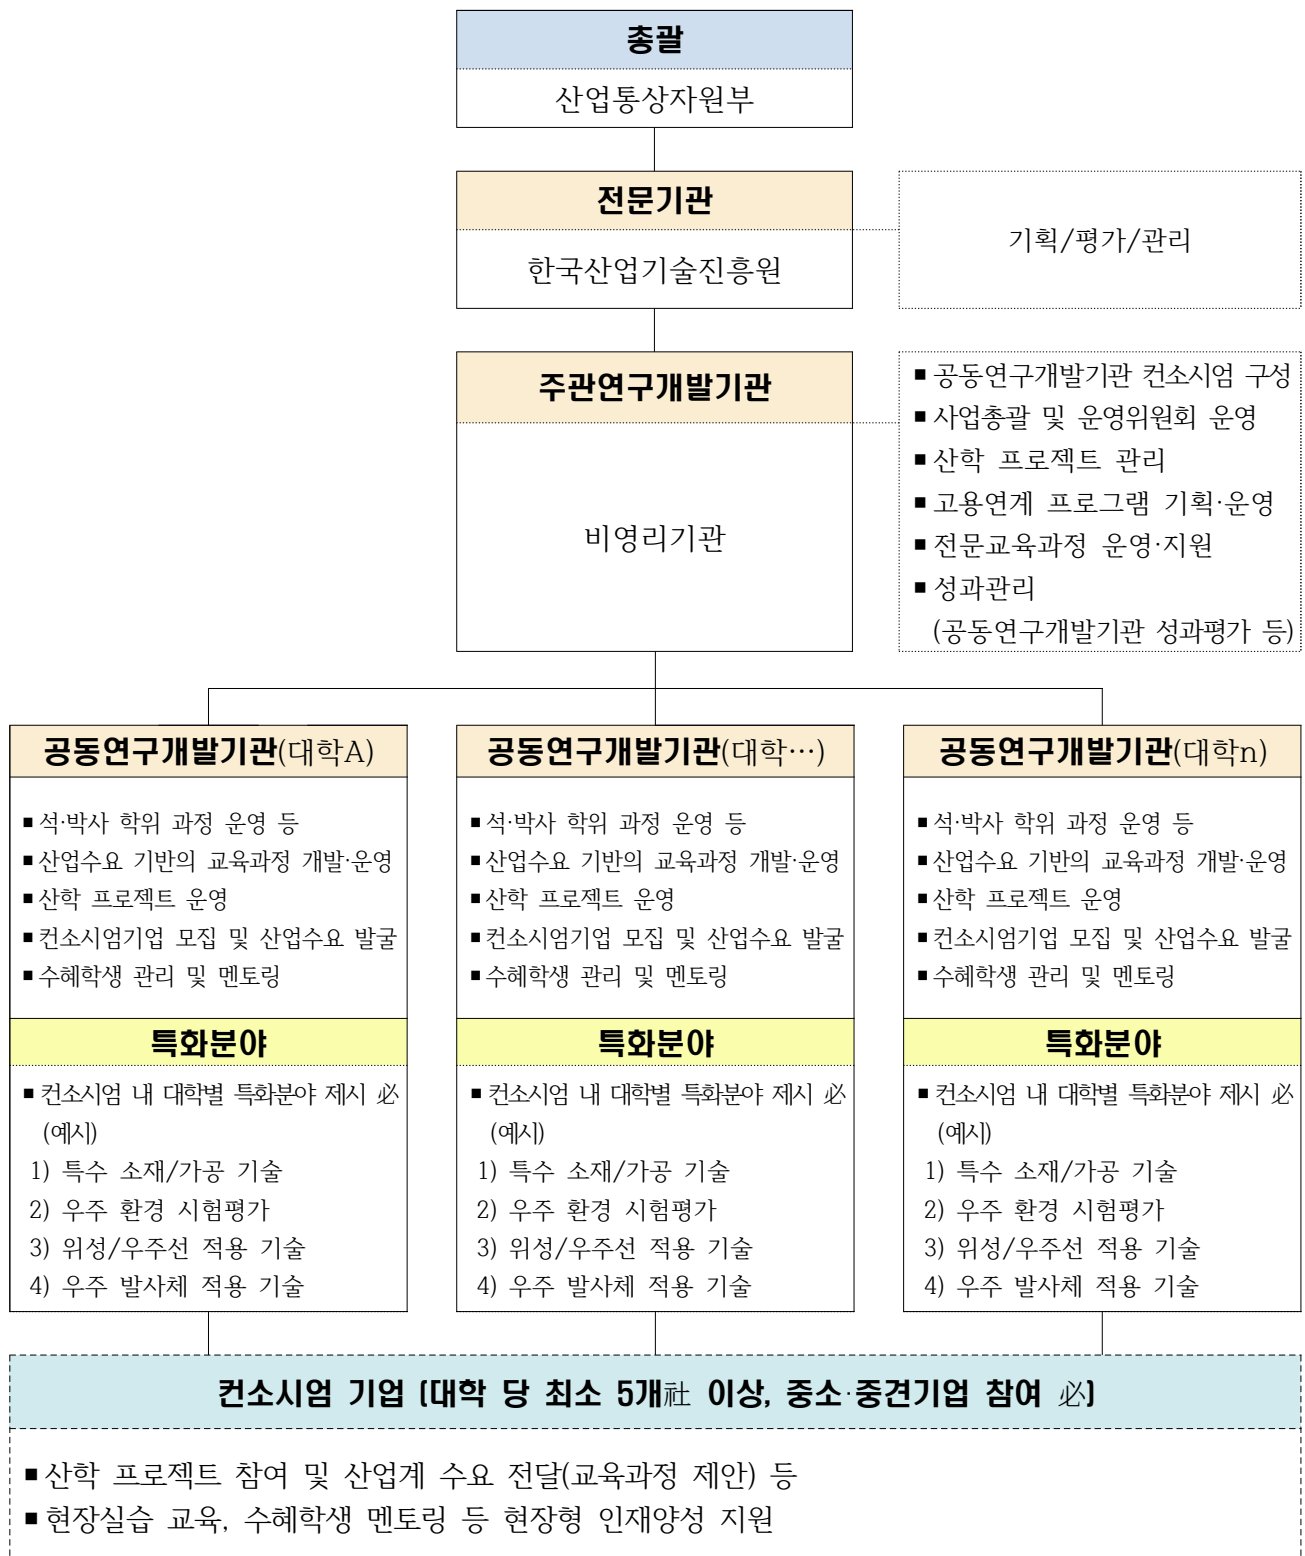 총괄
산업통상자원부
전문기관
한국산업기술진흥원
기획/평가/관리
주관연구개발기관
비영리기관
■ 공동연구개발기관 컨소시엄 구성
■ 사업총괄 및 운영위원회 운영
■ 산학 프로젝트 관리
■ 고용연계 프로그램 기획·운영
■ 전문교육과정 운영·지원
■ 성과관리
(공동연구개발기관 성과평가 등)
공동연구개발기관(대학A)
■ 석·박사 학위 과정 운영 등
■ 산업수요 기반의 교육과정 개발·운영
■ 산학 프로젝트 운영
■ 컨소시엄기업 모집 및 산업수요 발굴
■ 수혜학생 관리 및 멘토링
특화분야
■ 컨소시엄 내 대학별 특화분야 제시 必
(예시)
1) 특수 소재/가공 기술
2) 우주 환경 시험평가
3) 위성/우주선 적용 기술
4) 우주 발사체 적용 기술
공동연구개발기관(대학…)
■ 석·박사 학위 과정 운영 등
■ 산업수요 기반의 교육과정 개발·운영
■ 산학 프로젝트 운영
■ 컨소시엄기업 모집 및 산업수요 발굴
■ 수혜학생 관리 및 멘토링
특화분야
■ 컨소시엄 내 대학별 특화분야 제시 必
(예시)
1) 특수 소재/가공 기술
2) 우주 환경 시험평가
3) 위성/우주선 적용 기술
4) 우주 발사체 적용 기술
공동연구개발기관(대학n)
■ 석·박사 학위 과정 운영 등
■ 산업수요 기반의 교육과정 개발·운영
■ 산학 프로젝트 운영
■ 컨소시엄기업 모집 및 산업수요 발굴
■ 수혜학생 관리 및 멘토링
특화분야
■ 컨소시엄 내 대학별 특화분야 제시 必
(예시)
1) 특수 소재/가공 기술
2) 우주 환경 시험평가
3) 위성/우주선 적용 기술
4) 우주 발사체 적용 기술
컨소시엄 기업 (대학 당 최소 5개社 이상, 중소·중견기업 참여 必)
■ 산학 프로젝트 참여 및 산업계 수요 전달(교육과정 제안) 등
■ 현장실습 교육, 수혜학생 멘토링 등 현장형 인재양성 지원